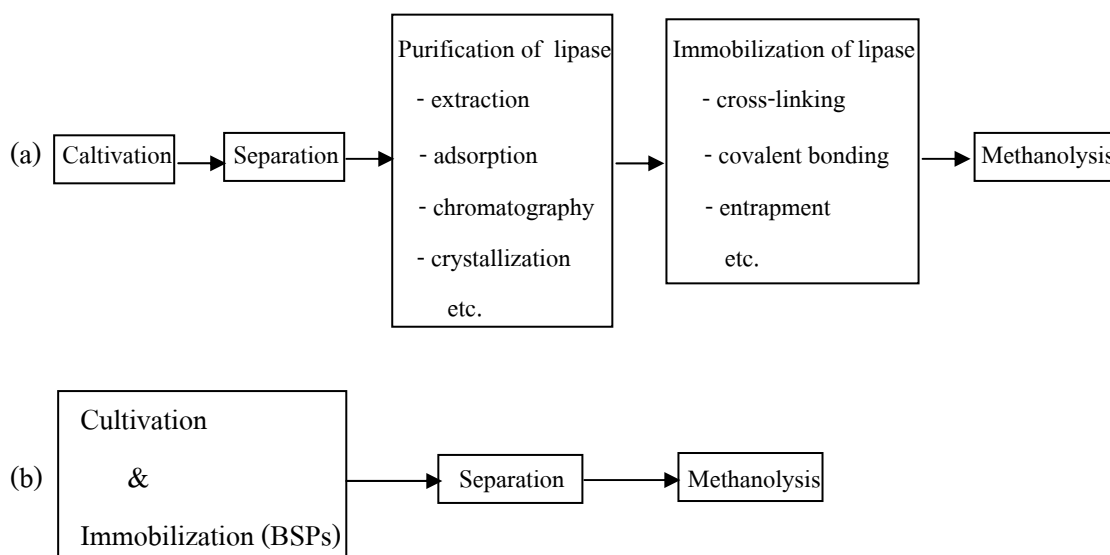 (a)
Caltivation
Separation
Purification of lipase
- extraction
- adsorption
- chromatography
- crystallization
etc.
Immobilization of lipase
- cross-linking
- covalent bonding
- entrapment
etc.
Methanolysis
(b)
Cultivation
&
Immobilization (BSPs)
Separation
Methanolysis